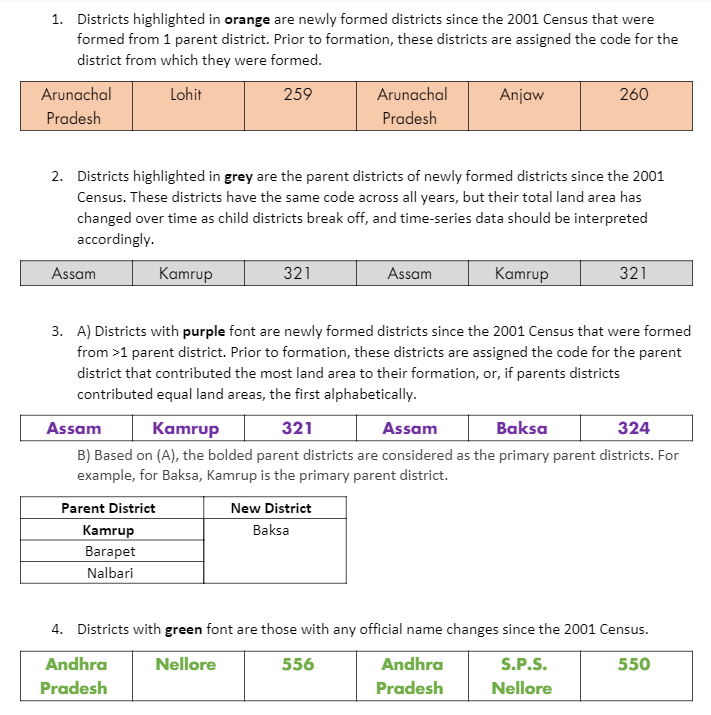 1. Districts highlighted in orange are newly formed districts since the 2001 Census that were
formed from 1 parent district. Prior to formation, these districts are assigned the code for the
district from which they were formed.
Arunachal Pradesh Lohit 259 Arunachal Pradesh Anjaw 260
2. Districts highlighted in grey are the parent districts of newly formed districts since the 2001
Census. These districts have the same code across all years, but their total land area has
changed over time as child districts break off, and time-series data should be interpreted
accordingly.
Assam Kamrup 321 Assam Kamrup 321
3. A) Districts with purple font are newly formed districts since the 2001 Census that were formed
from >1 parent district. Prior to formation, these districts are assigned the code for the parent
district that contributed the most land area to their formation, or, if parents districts
contributed equal land areas, the first alphabetically.
Assam Kamrup 321 Assam Baksa 324
B) Based on (A), the bolded parent districts are considered as the primary parent districts. For
example, for Baksa, Kamrup is the primary parent district.
Parent District New District
Kamrup Baksa
Barapet
Nalbari
4. Districts with green font are those with any official name changes since the 2001 Census.
Andhra Pradesh Nellore 556 Andhra Pradesh S.P.S. Nellore 550